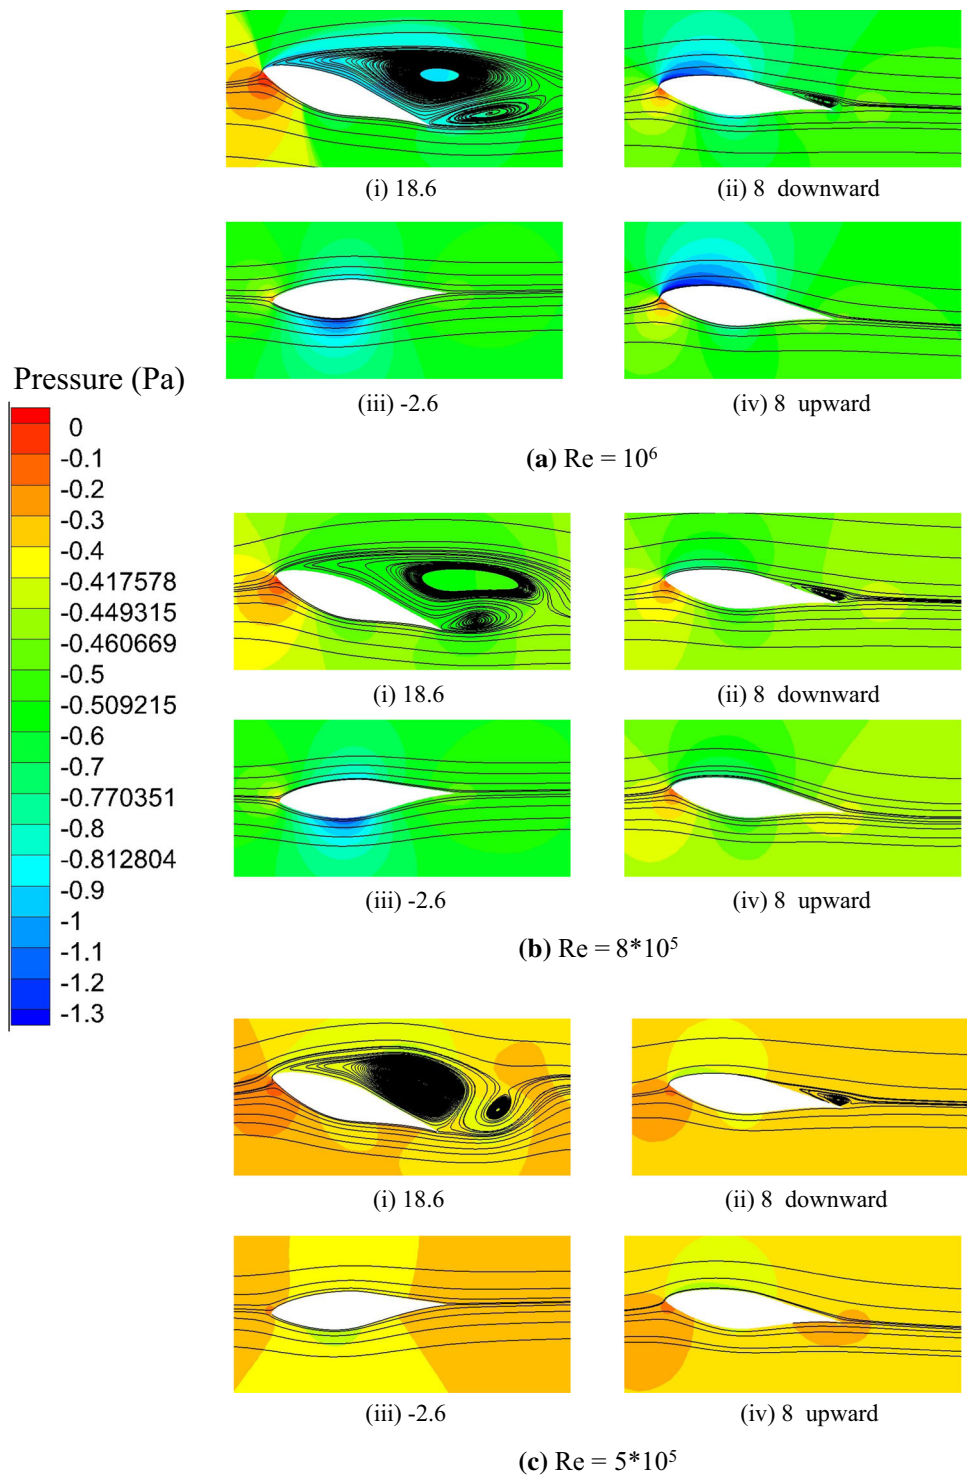 (i) 18.6
(ii) 8 downward
(iii) -2.6
(iv) 8 upward
(a) Re = 10⁶
Pressure (Pa)
0
-0.1
-0.2
-0.3
-0.4
-0.417578
-0.449315
-0.460669
-0.5
-0.509215
-0.6
-0.7
-0.770351
-0.8
-0.812804
-0.9
-1
-1.1
-1.2
-1.3
(i) 18.6
(ii) 8 downward
(iii) -2.6
(iv) 8 upward
(b) Re = 8*10⁵
(i) 18.6
(ii) 8 downward
(iii) -2.6
(iv) 8 upward
(c) Re = 5*10⁵